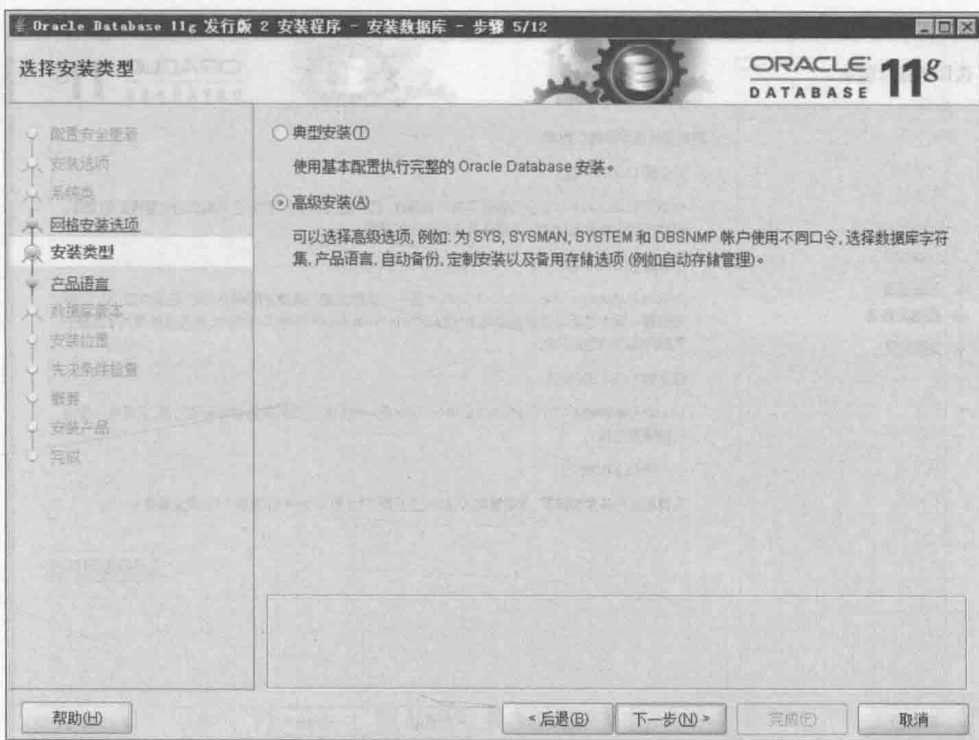 Oracle Database 11g 发行版 2 安装程序 - 安装数据库 - 步骤 5/12
选择安装类型
ORACLE
DATABASE 11g
配置安全更新
安装选项
系统类
网格安装选项
安装类型
产品语言
数据库版本
安装位置
先决条件检查
概要
安装产品
完成
典型安装(T)
使用基本配置执行完整的 Oracle Database 安装。
高级安装(A)
可以选择高级选项, 例如: 为 SYS, SYSMAN, SYSTEM 和 DBSNMP 帐户使用不同口令, 选择数据库字符
集, 产品语言, 自动备份, 定制安装以及备用存储选项 (例如自动存储管理)。
帮助(H)
< 后退(B)
下一步(N) >
完成(F)
取消